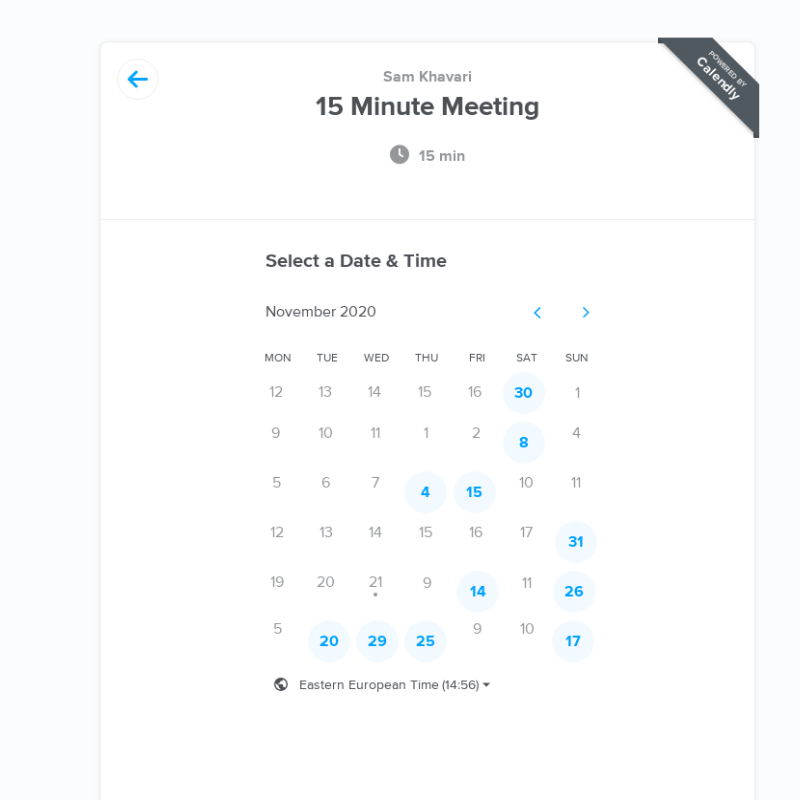 POWERED BY
Calendly
Sam Khavari
15 Minute Meeting
15 min
Select a Date & Time
November 2020
MON TUE WED THU FRI SAT SUN
12 13 14 15 16 30 1
9 10 11 1 2 8 4
5 6 7 4 15 10 11
12 13 14 15 16 17 31
19 20 21 9 14 11 26
5 20 29 25 9 10 17
Eastern European Time (14:56)